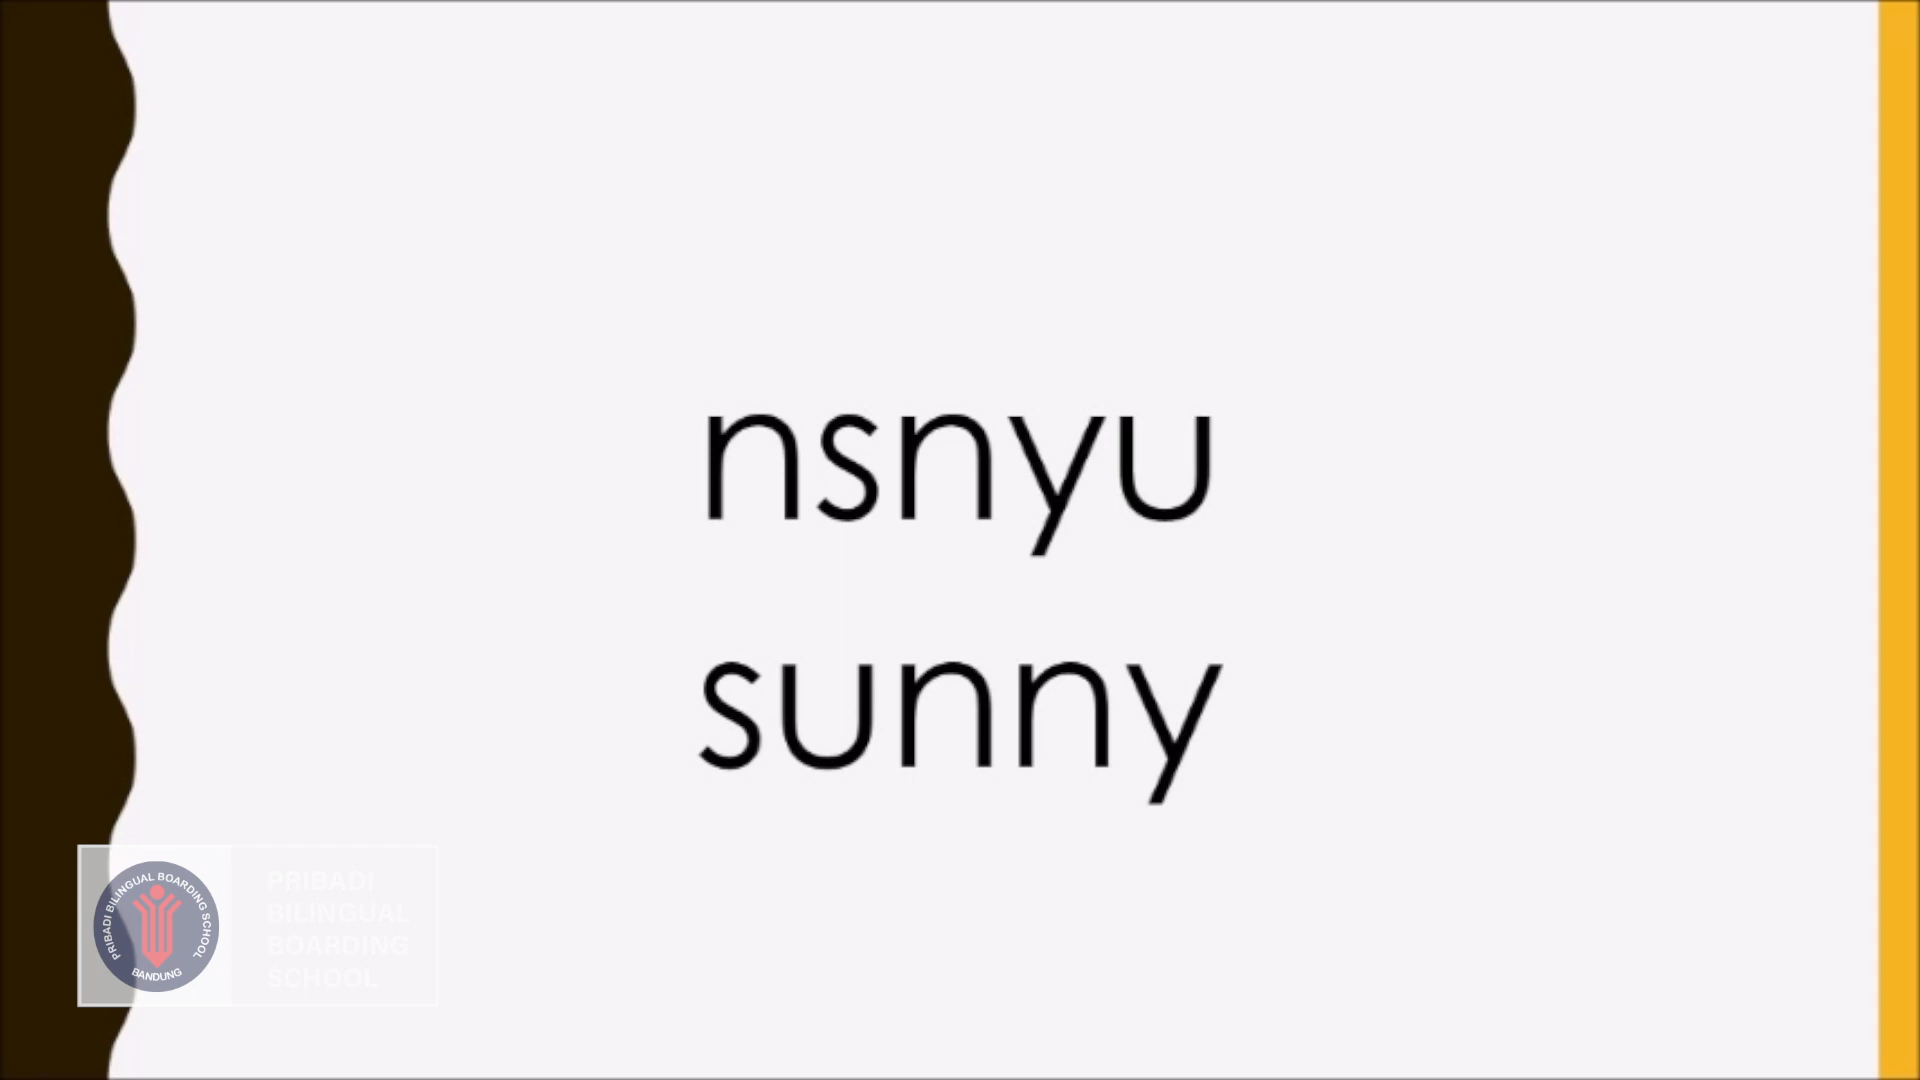 nsnyu
sunny
PRIBADI BILINGUAL BOARDING SCHOOL
BANDUNG
PRIBADI
BILINGUAL
BOARDING
SCHOOL